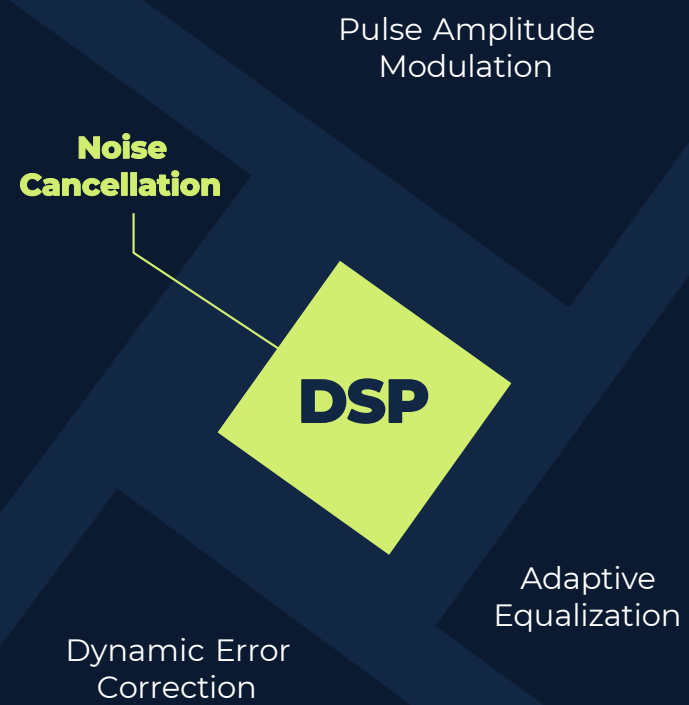 Pulse Amplitude
Modulation
Noise
Cancellation
DSP
Adaptive
Equalization
Dynamic Error
Correction